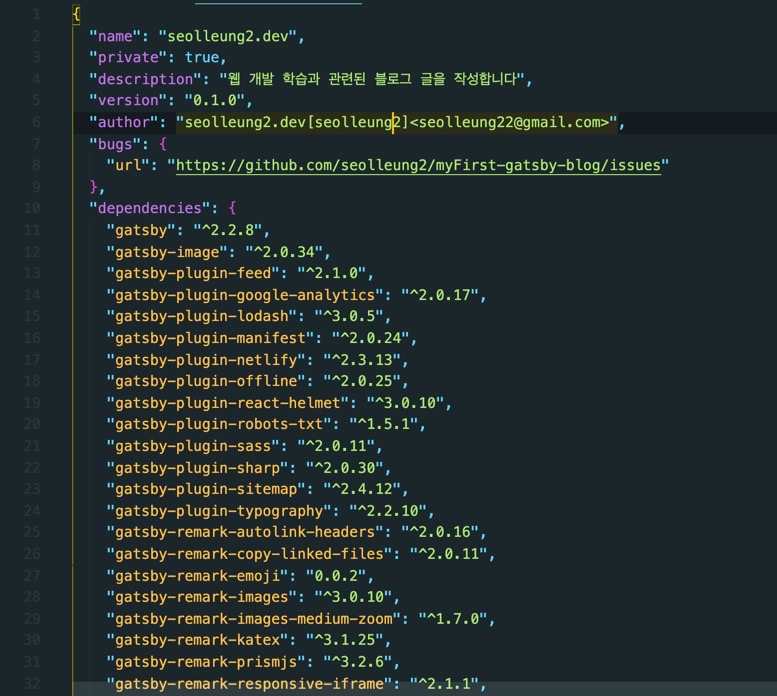 1 {
2 "name": "seolleung2.dev",
3 "private": true,
4 "description": "웹 개발 학습과 관련된 블로그 글을 작성합니다",
5 "version": "0.1.0",
6 "author": "seolleung2.dev[seolleung2]<seolleung22@gmail.com>",
7 "bugs": {
8 "url": "https://github.com/seolleung2/myFirst-gatsby-blog/issues"
9 },
10 "dependencies": {
11 "gatsby": "^2.2.8",
12 "gatsby-image": "^2.0.34",
13 "gatsby-plugin-feed": "^2.1.0",
14 "gatsby-plugin-google-analytics": "^2.0.17",
15 "gatsby-plugin-lodash": "^3.0.5",
16 "gatsby-plugin-manifest": "^2.0.24",
17 "gatsby-plugin-netlify": "^2.3.13",
18 "gatsby-plugin-offline": "^2.0.25",
19 "gatsby-plugin-react-helmet": "^3.0.10",
20 "gatsby-plugin-robots-txt": "^1.5.1",
21 "gatsby-plugin-sass": "^2.0.11",
22 "gatsby-plugin-sharp": "^2.0.30",
23 "gatsby-plugin-sitemap": "^2.4.12",
24 "gatsby-plugin-typography": "^2.2.10",
25 "gatsby-remark-autolink-headers": "^2.0.16",
26 "gatsby-remark-copy-linked-files": "^2.0.11",
27 "gatsby-remark-emoji": "0.0.2",
28 "gatsby-remark-images": "^3.0.10",
29 "gatsby-remark-images-medium-zoom": "^1.7.0",
30 "gatsby-remark-katex": "^3.1.25",
31 "gatsby-remark-prismjs": "^3.2.6",
32 "gatsby-remark-responsive-iframe": "^2.1.1",